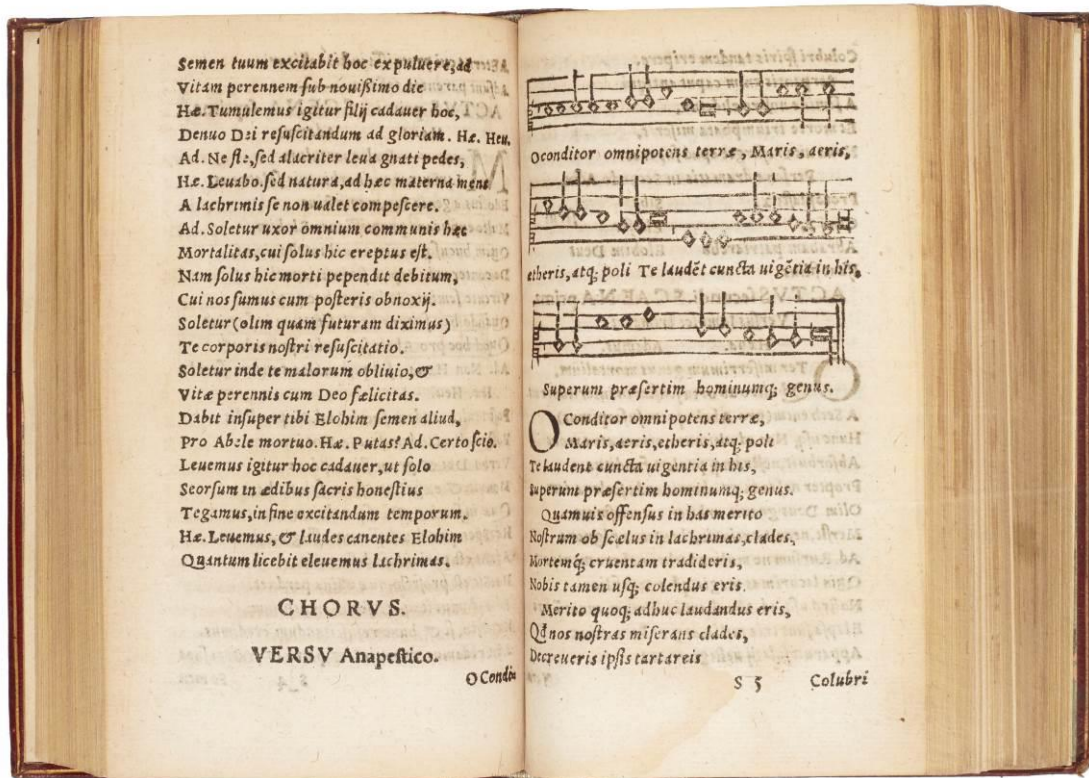 Semen tuum excitabit hoc ex puluere, ad
Vitam perennem sub nouißimo die
Hæ. Tumulemus igitur filij cadauer hoc,
Denuo Dei resuscitandum ad gloriam. Hæ. Heu.
Ad. Ne fle, sed alacriter leua gnati pedes,
Hæ. Leuabo. sed natura, ad hæc materna mens
A lachrimis se non ualet compescere.
Ad. Soletur uxor omnium communis hæc
Mortalitas, cui solus hic ereptus est.
Nam solus hic morti pependit debitum,
Cui nos sumus cum posteris obnoxij.
Soletur (olim quam futuram diximus)
Te corporis nostri resuscitatio.
Soletur inde te malorum obliuio, &
Vitæ perennis cum Deo fælicitas.
Dabit insuper tibi Elohim semen aliud,
Pro Abele mortuo. Hæ. Putas? Ad. Certo scio.
Leuemus igitur hoc cadauer, ut solo
Seorsum in ædibus sacris honestius
Tegamus, in fine excitandum temporum.
Hæ. Leuemus, & laudes canentes Elohim
Quantum licebit eleuemus lachrimas.
CHORVS.
VERSV Anapestico.
O Condi
O conditor omnipotens terræ, Maris, aeris,
etheris, atq; poli Te laudẽt cuncta uigẽtia in his,
Superum præsertim hominumq; genus.
O Conditor omnipotens terræ,
Maris, aeris, etheris, atq; poli
Te laudent cuncta uigentia in his,
Superum præsertim hominumq; genus.
Quamuis offensus in has merito
Nostrum ob scælus in lachrimas, clades,
Mortemq; cruentam tradideris,
Nobis tamen usq; colendus eris.
Merito quoq; adhuc laudandus eris,
Qđ nos nostras miserans clades,
Decreueris ipsis tartareis
S 5 Colubri